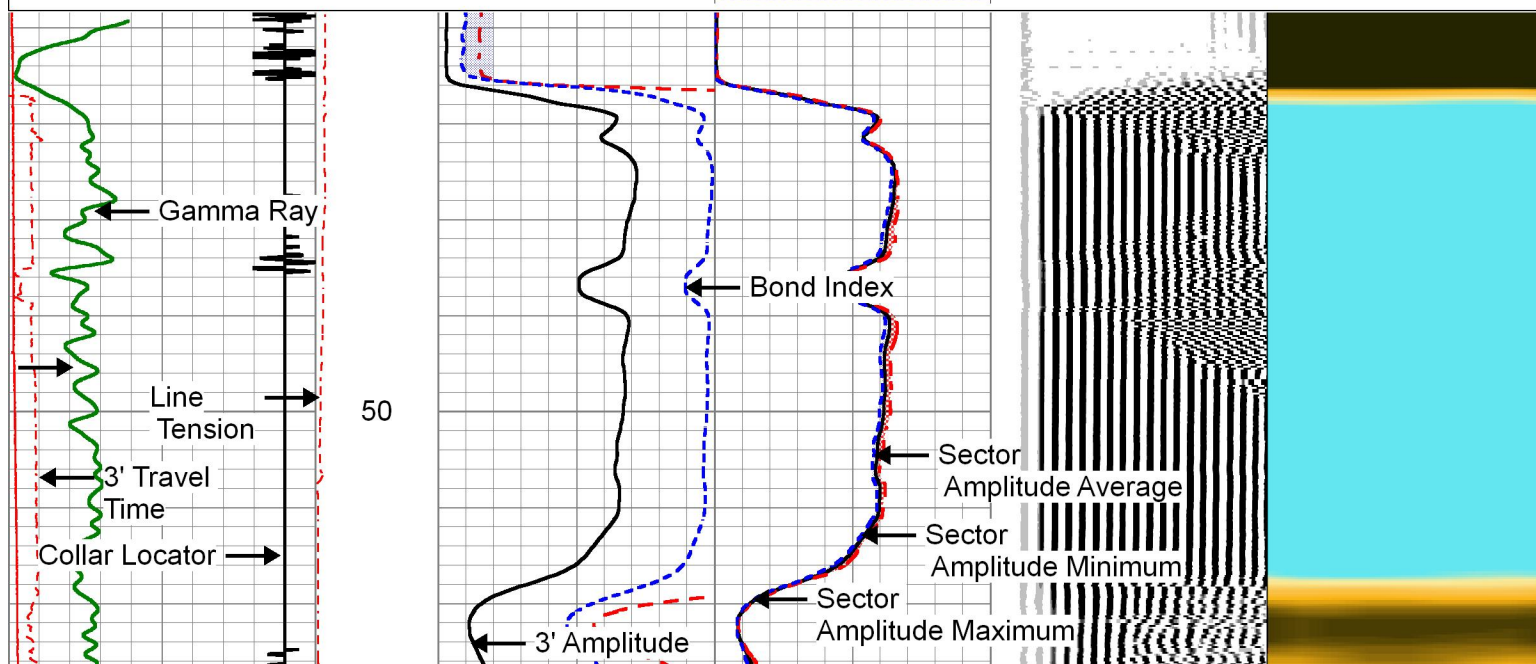 Gamma Ray
Bond Index
Line
Tension
50
3' Travel
Time
Sector
Amplitude Average
Collar Locator
Sector
Amplitude Minimum
Sector
Amplitude Maximum
3' Amplitude